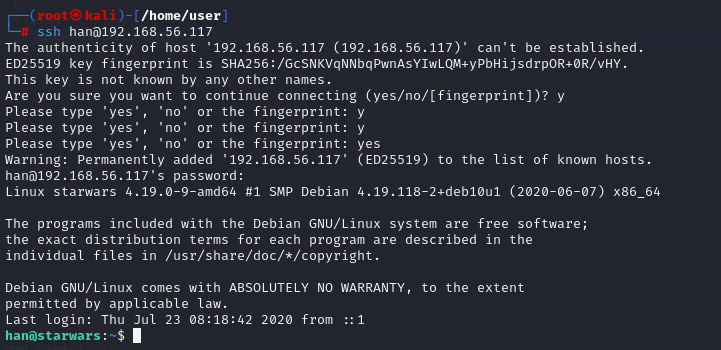 ┌──(root㉿kali)-[/home/user]
└─# ssh han@192.168.56.117
The authenticity of host '192.168.56.117 (192.168.56.117)' can't be established.
ED25519 key fingerprint is SHA256:/GcSNKVqNNbqPwnAsYIwLQM+yPbHijsdrpOR+0R/vHY.
This key is not known by any other names.
Are you sure you want to continue connecting (yes/no/[fingerprint])? y
Please type 'yes', 'no' or the fingerprint: y
Please type 'yes', 'no' or the fingerprint: y
Please type 'yes', 'no' or the fingerprint: yes
Warning: Permanently added '192.168.56.117' (ED25519) to the list of known hosts.
han@192.168.56.117's password:
Linux starwars 4.19.0-9-amd64 #1 SMP Debian 4.19.118-2+deb10u1 (2020-06-07) x86_64

The programs included with the Debian GNU/Linux system are free software;
the exact distribution terms for each program are described in the
individual files in /usr/share/doc/*/copyright.

Debian GNU/Linux comes with ABSOLUTELY NO WARRANTY, to the extent
permitted by applicable law.
Last login: Thu Jul 23 08:18:42 2020 from ::1
han@starwars:~$